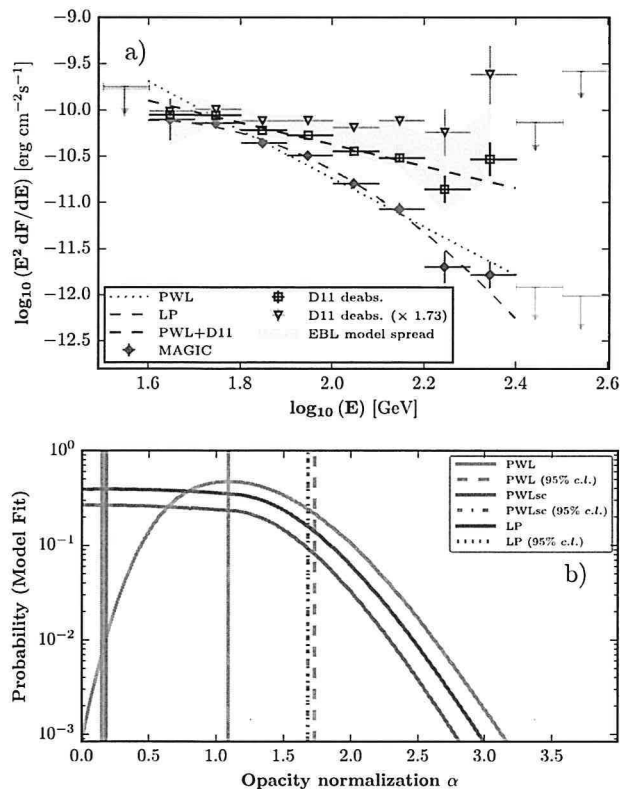 a)
−9.0
−9.5
−10.0
−10.5
−11.0
−11.5
−12.0
−12.5
log₁₀ (E² dF/dE) [erg cm⁻²s⁻¹]
PWL
LP
PWL+D11
MAGIC
D11 deabs.
D11 deabs. (× 1.73)
EBL model spread
1.6 1.8 2.0 2.2 2.4 2.6
log₁₀ (E) [GeV]
10⁰
10⁻¹
10⁻²
10⁻³
Probability (Model Fit)
PWL
PWL (95% c.l.)
PWLsc
PWLsc (95% c.l.)
LP
LP (95% c.l.)
b)
0.0 0.5 1.0 1.5 2.0 2.5 3.0 3.5
Opacity normalization α